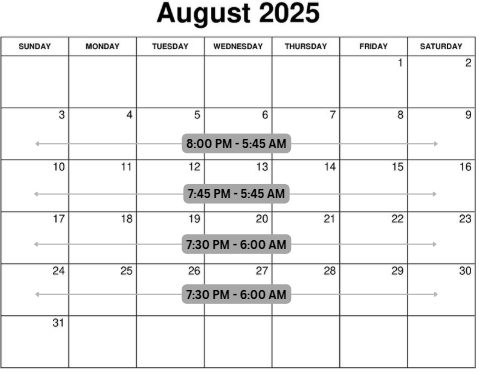 August 2025
SUNDAY MONDAY TUESDAY WEDNESDAY THURSDAY FRIDAY SATURDAY
1 2
3 4 5 6 7 8 9
8:00 PM - 5:45 AM
10 11 12 13 14 15 16
7:45 PM - 5:45 AM
17 18 19 20 21 22 23
7:30 PM - 6:00 AM
24 25 26 27 28 29 30
7:30 PM - 6:00 AM
31